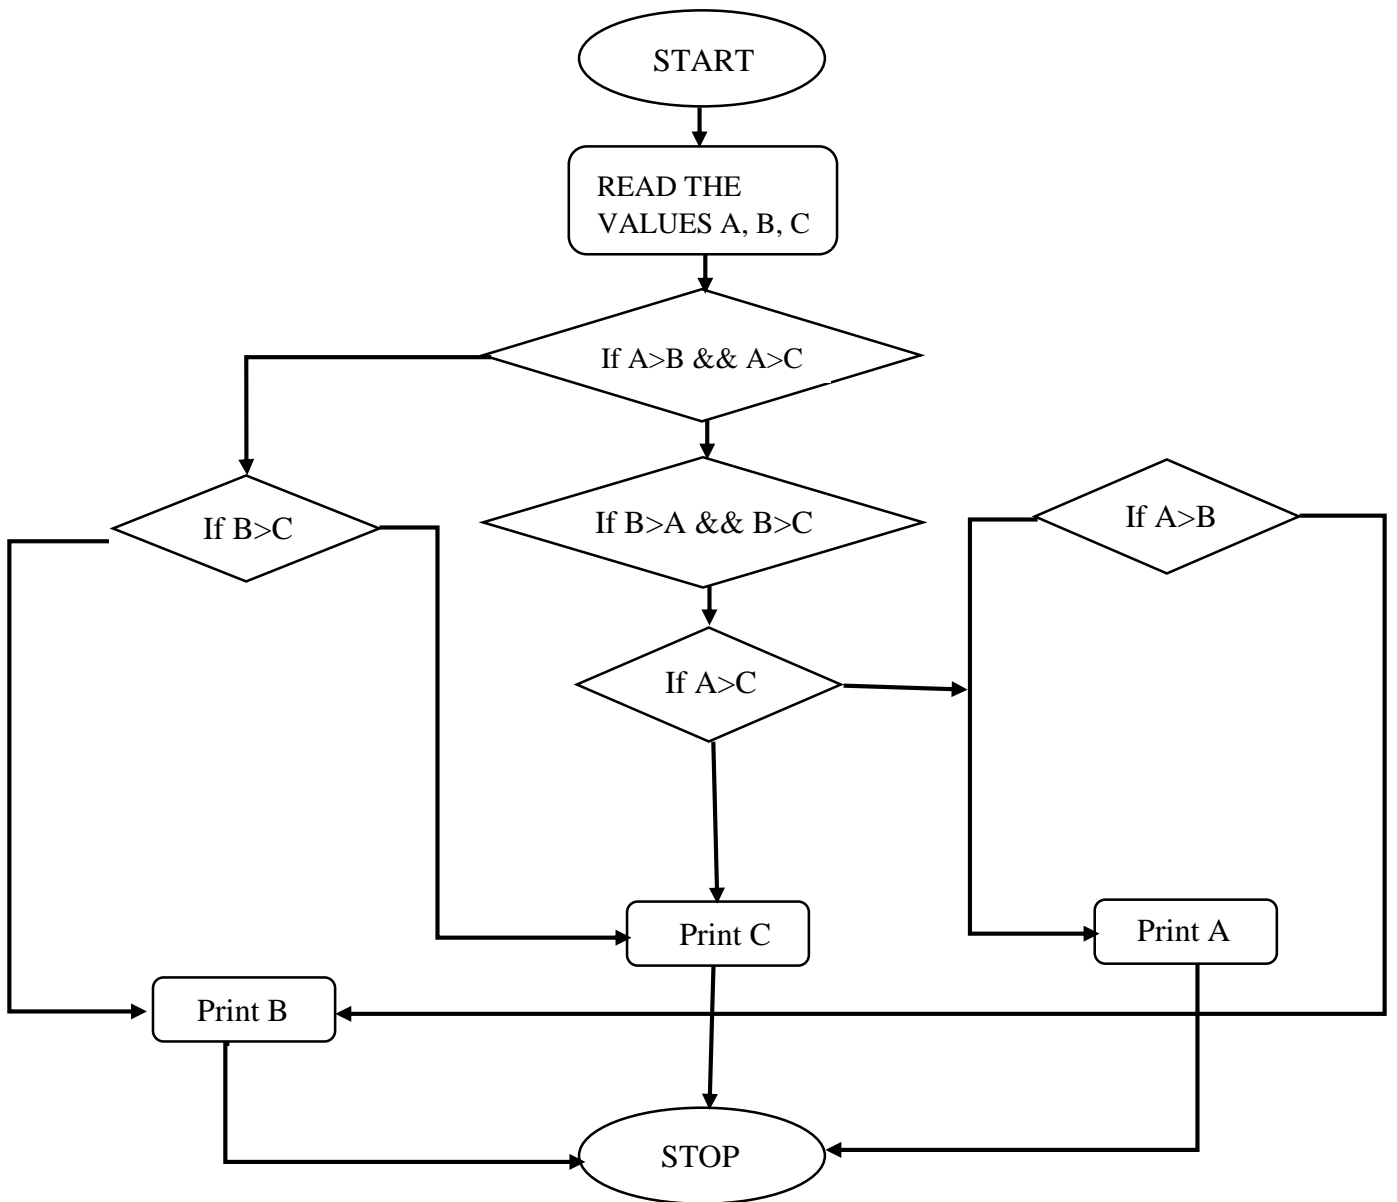 START
READ THE
VALUES A, B, C
If A>B && A>C
If B>C
If B>A && B>C
If A>B
If A>C
Print C
Print A
Print B
STOP